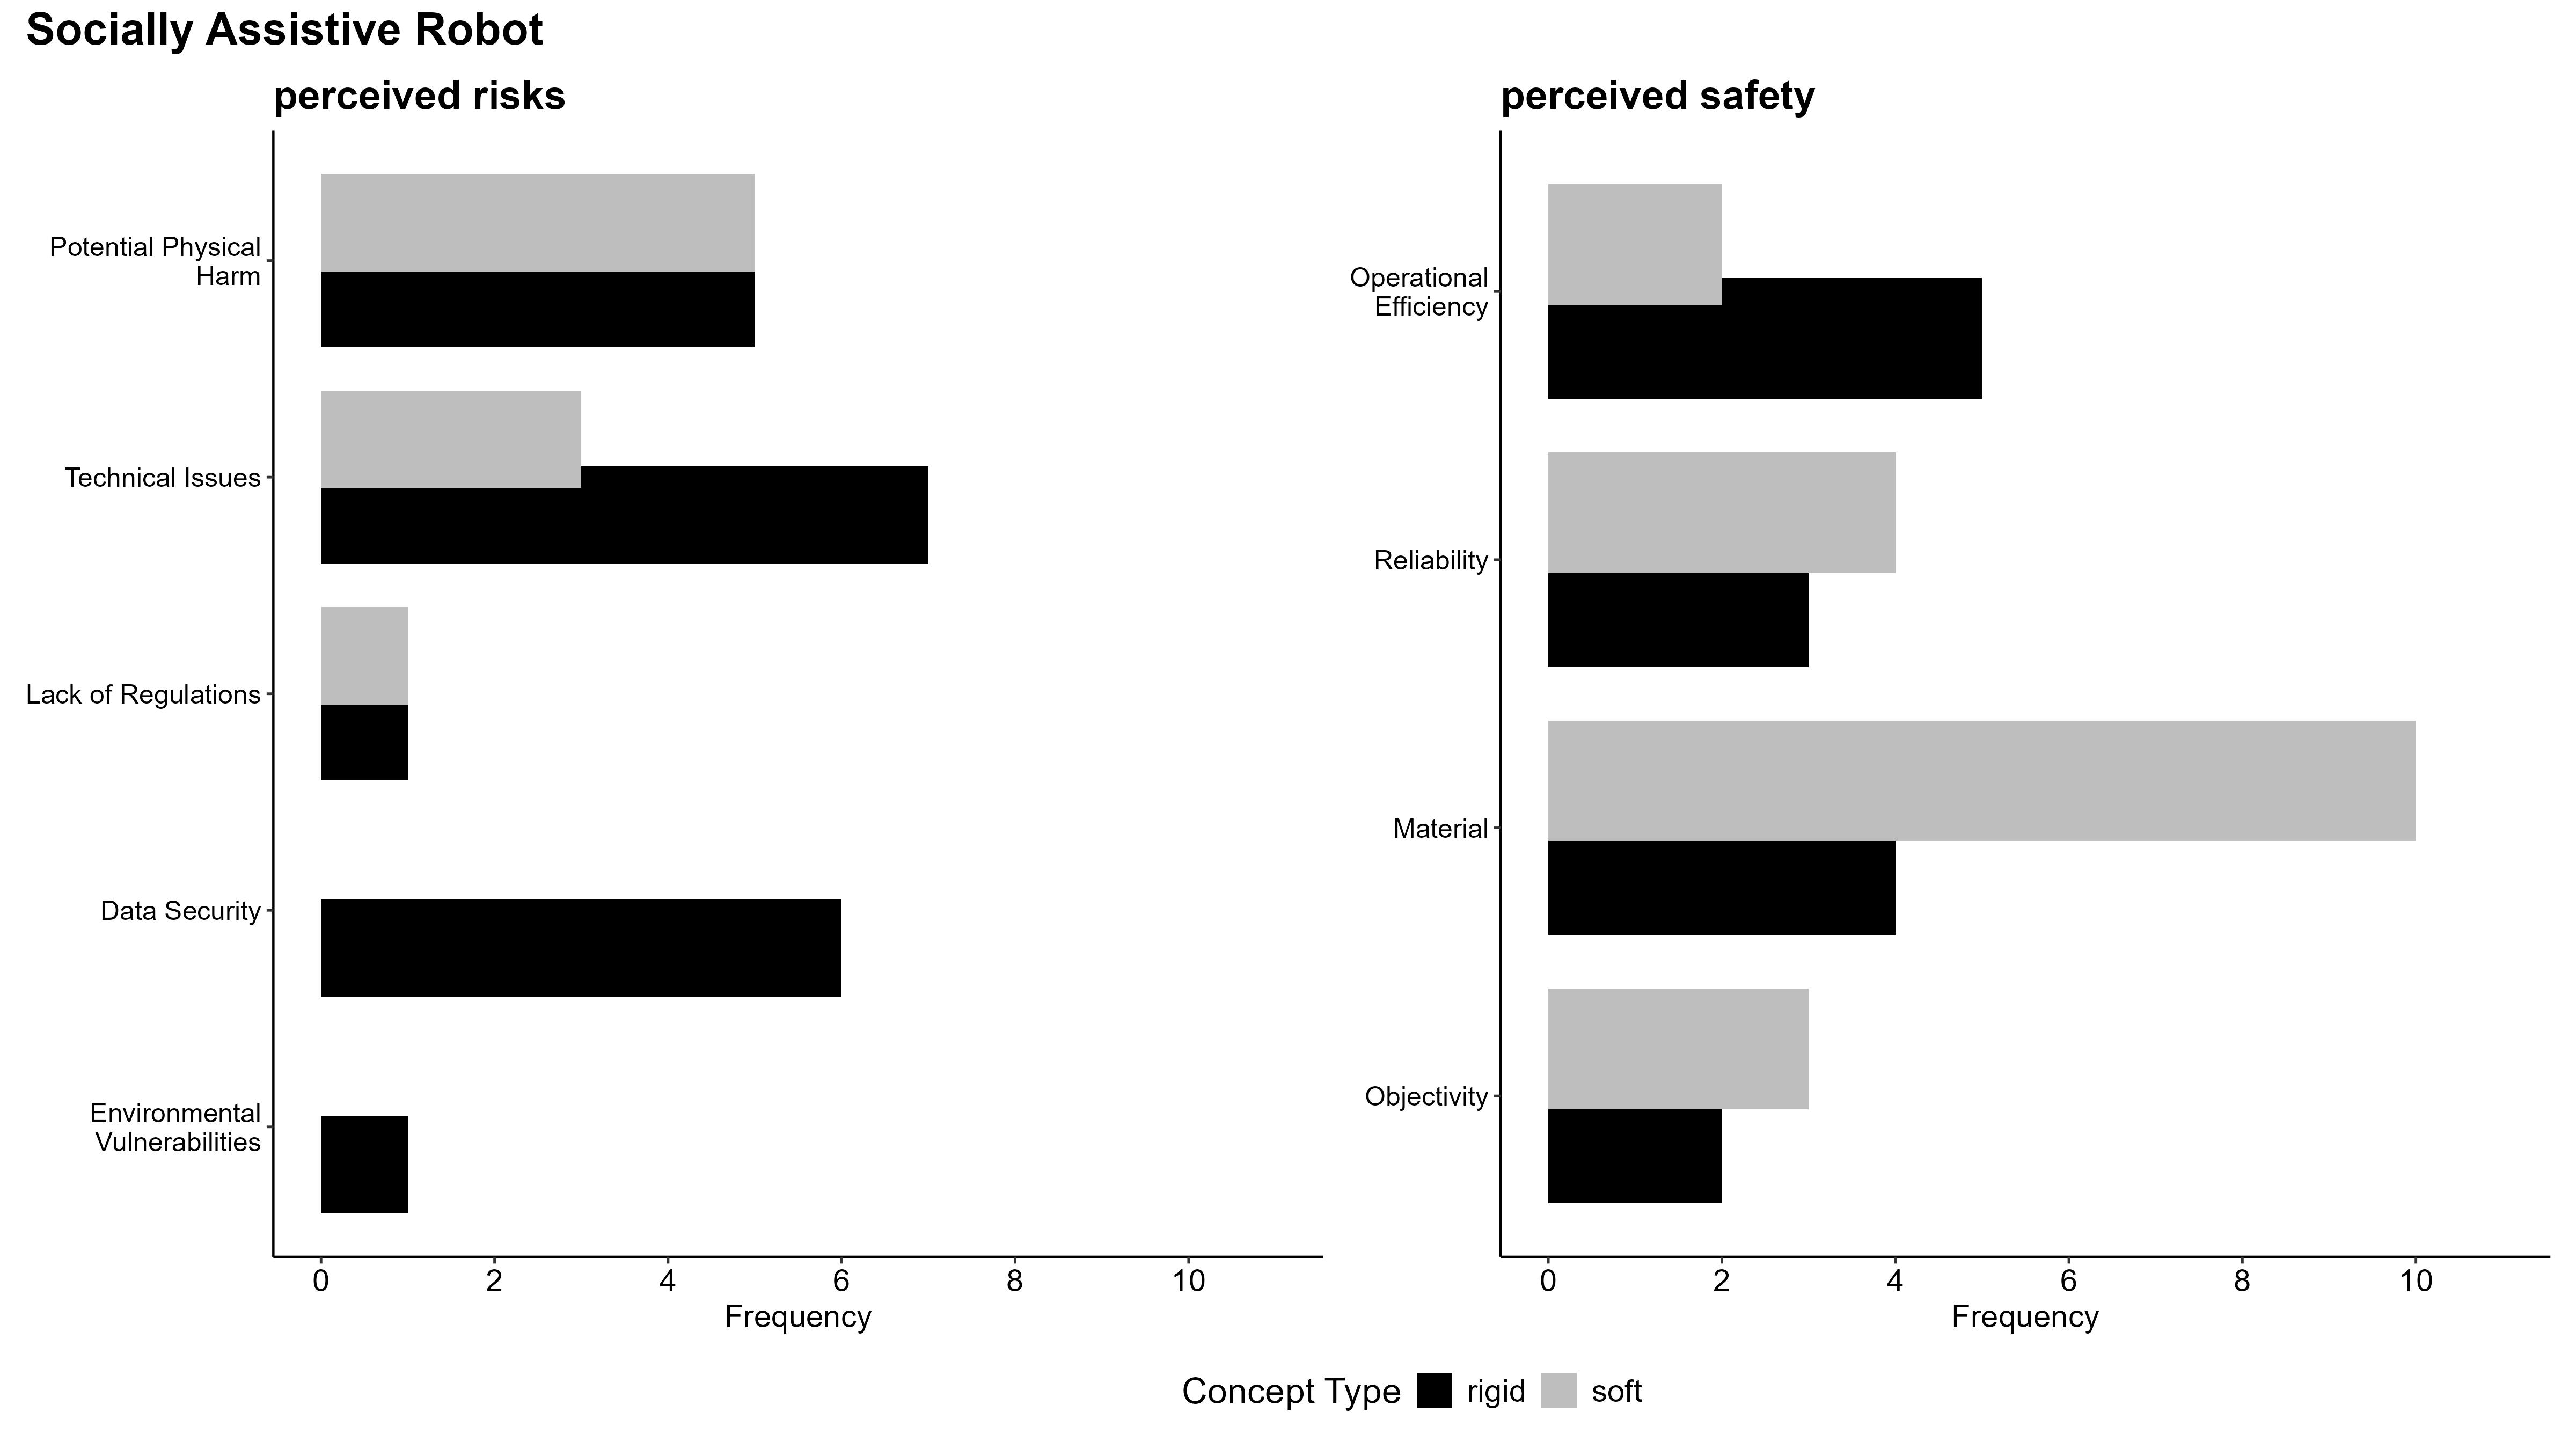 Socially Assistive Robot
perceived risks
Potential Physical
Harm
Technical Issues
Lack of Regulations
Data Security
Environmental
Vulnerabilities
0 2 4 6 8 10
Frequency
perceived safety
Operational
Efficiency
Reliability
Material
Objectivity
0 2 4 6 8 10
Frequency
Concept Type rigid soft